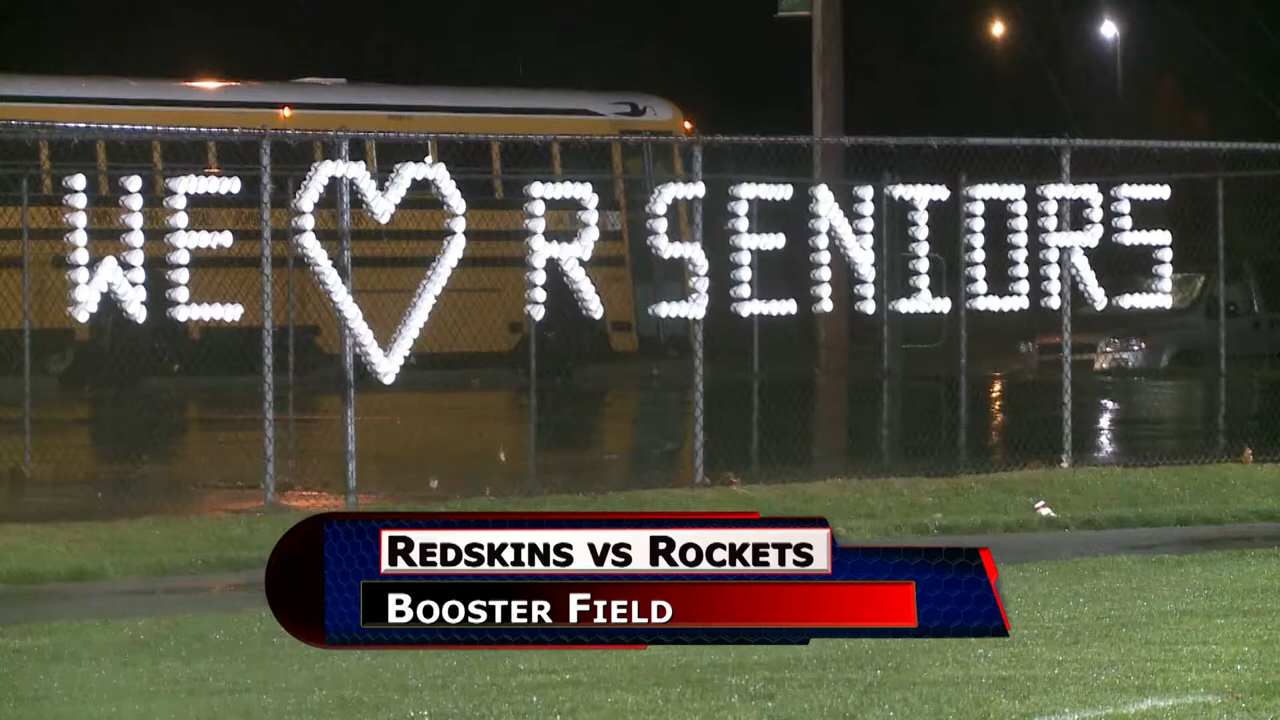 WE ♥ R SENIORS
REDSKINS VS ROCKETS
BOOSTER FIELD